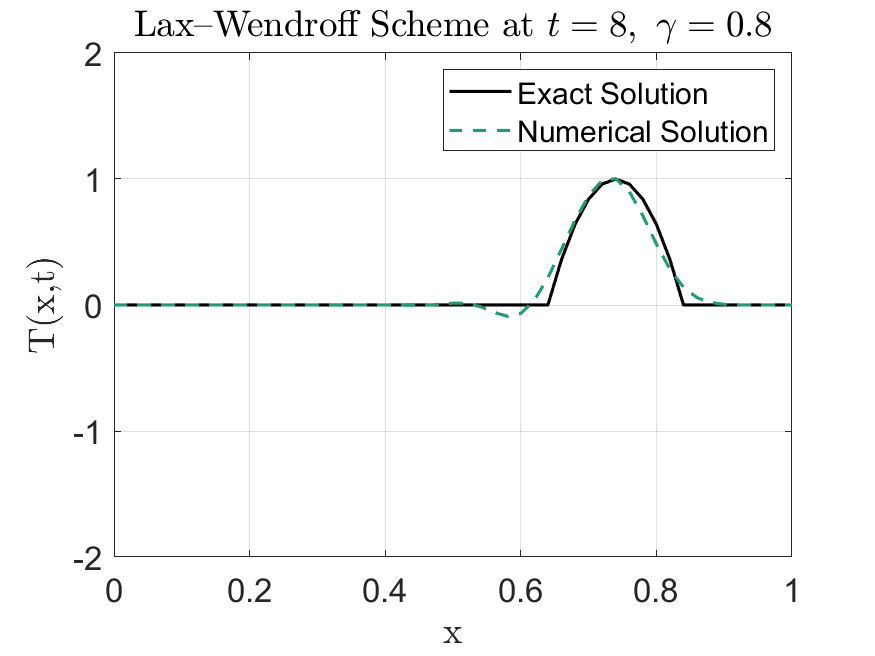 Lax–Wendroff Scheme at t = 8, γ = 0.8
Exact Solution
Numerical Solution
2
1
0
-1
-2
T(x,t)
0 0.2 0.4 0.6 0.8 1
x